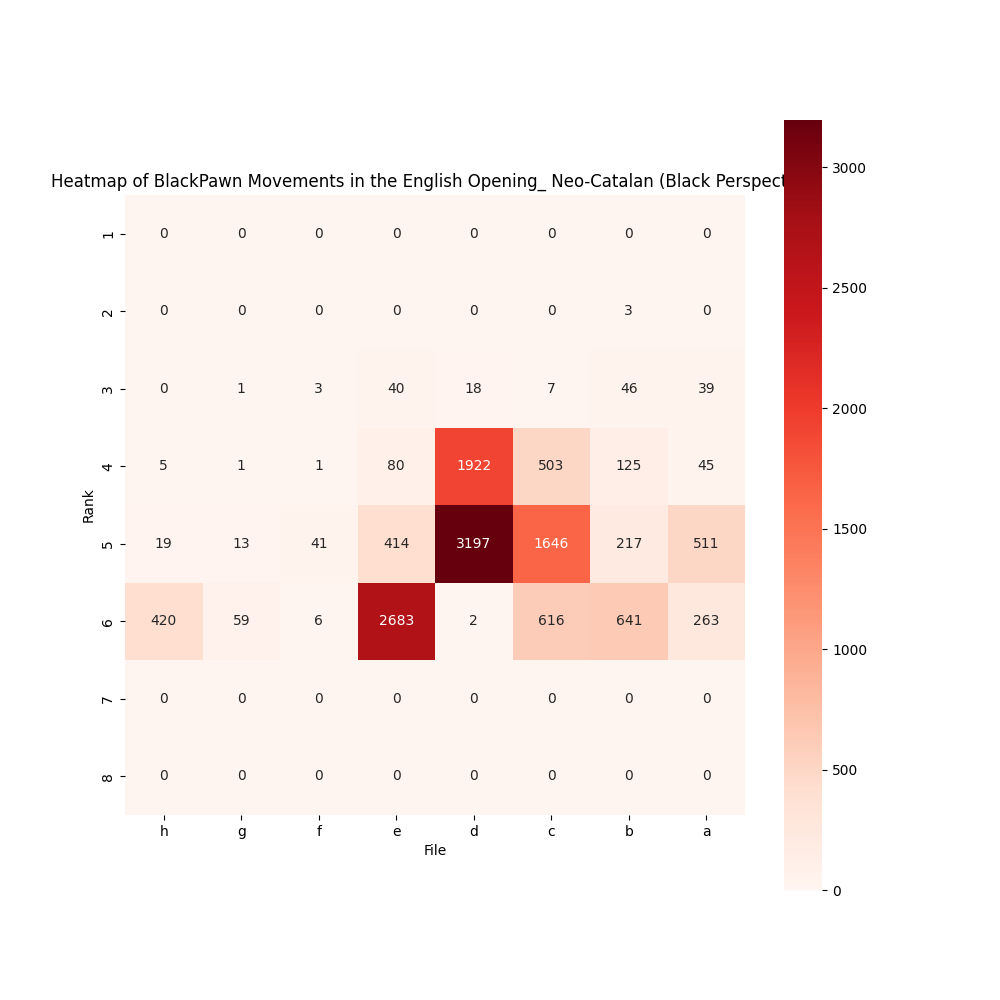 Heatmap of BlackPawn Movements in the English Opening_ Neo-Catalan (Black Perspect
3000
2500
2000
1500
1000
500
0
1 0 0 0 0 0 0 0 0
2 0 0 0 0 0 0 3 0
3 0 1 3 40 18 7 46 39
4 5 1 1 80 1922 503 125 45
Rank
5 19 13 41 414 3197 1646 217 511
6 420 59 6 2683 2 616 641 263
7 0 0 0 0 0 0 0 0
8 0 0 0 0 0 0 0 0
h g f e d c b a
File